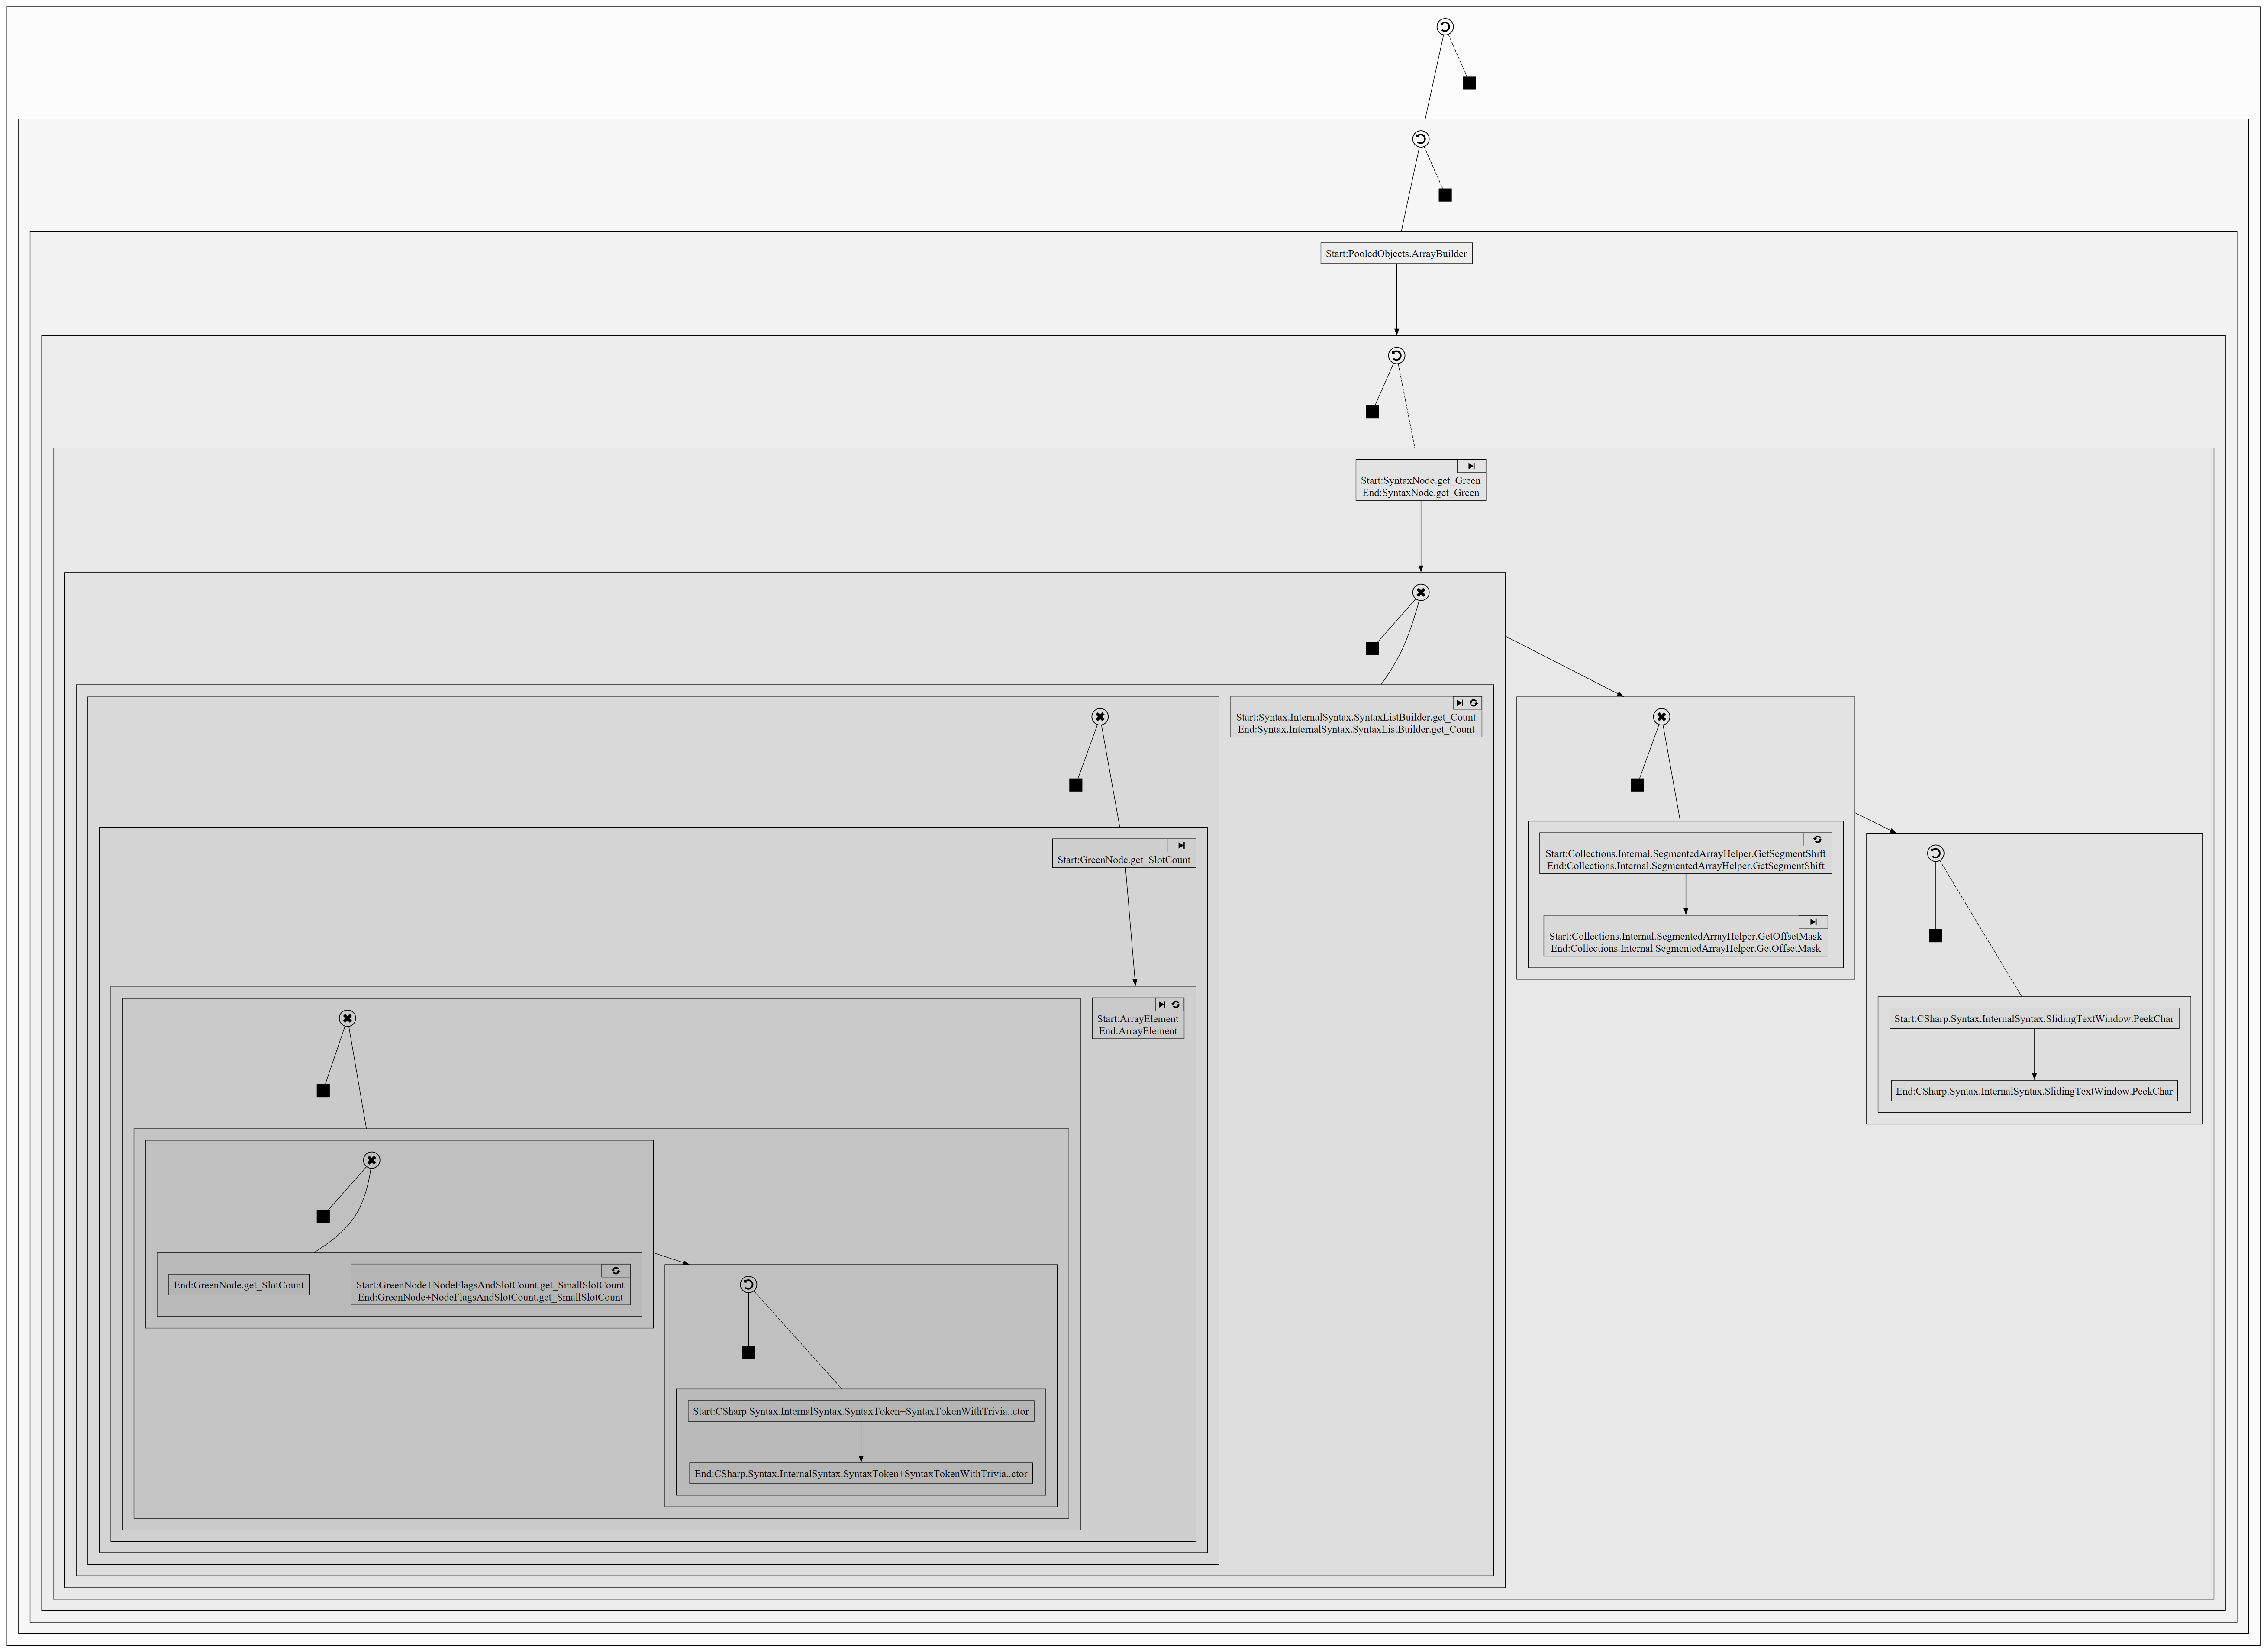 Start:PooledObjects.ArrayBuilder
Start:SyntaxNode.get_Green
End:SyntaxNode.get_Green
Start:Syntax.InternalSyntax.SyntaxListBuilder.get_Count
End:Syntax.InternalSyntax.SyntaxListBuilder.get_Count
Start:GreenNode.get_SlotCount
Start:Collections.Internal.SegmentedArrayHelper.GetSegmentShift
End:Collections.Internal.SegmentedArrayHelper.GetSegmentShift
Start:Collections.Internal.SegmentedArrayHelper.GetOffsetMask
End:Collections.Internal.SegmentedArrayHelper.GetOffsetMask
Start:ArrayElement
End:ArrayElement
Start:CSharp.Syntax.InternalSyntax.SlidingTextWindow.PeekChar
End:CSharp.Syntax.InternalSyntax.SlidingTextWindow.PeekChar
End:GreenNode.get_SlotCount
Start:GreenNode+NodeFlagsAndSlotCount.get_SmallSlotCount
End:GreenNode+NodeFlagsAndSlotCount.get_SmallSlotCount
Start:CSharp.Syntax.InternalSyntax.SyntaxToken+SyntaxTokenWithTrivia..ctor
End:CSharp.Syntax.InternalSyntax.SyntaxToken+SyntaxTokenWithTrivia..ctor